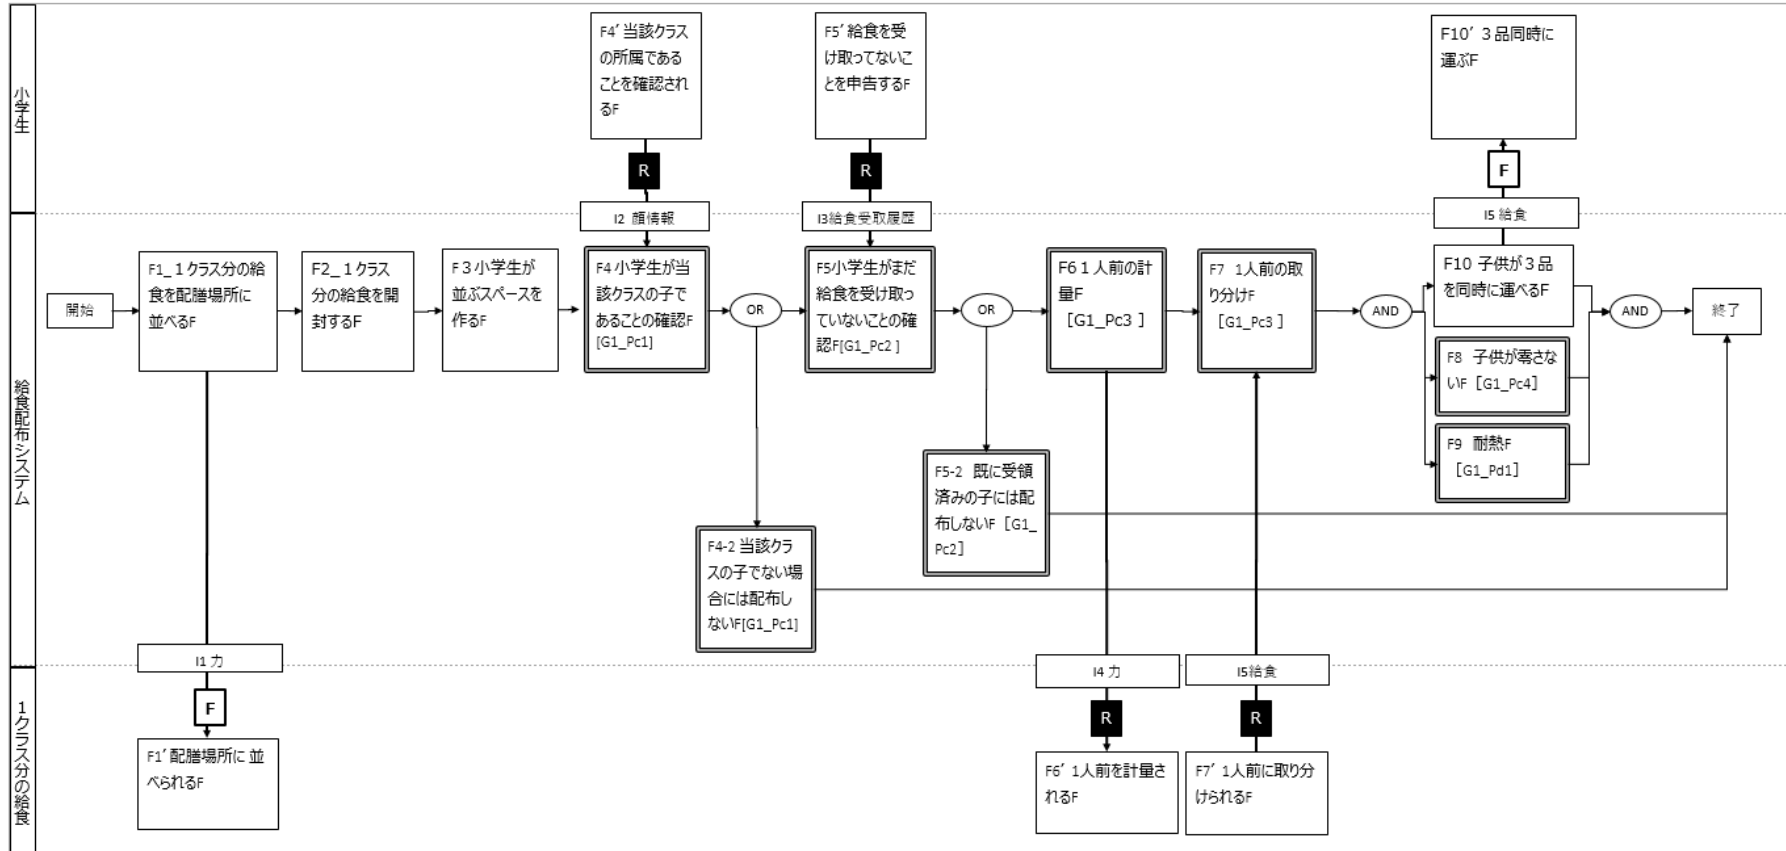 小学生
F4’当該クラス
の所属である
ことを確認され
るF
F5’給食を受
け取ってないこ
とを申告するF
F10’３品同時に
運ぶF
R
R
F
I2 顔情報
I3給食受取履歴
I5 給食
給食配布システム
開始
F1_１クラス分の給
食を配膳場所に
並べるF
F2_１クラス
分の給食を開
封するF
F３小学生が
並ぶスペースを
作るF
F4 小学生が当
該クラスの子で
あることの確認F
[G1_Pc1]
OR
F5小学生がまだ
給食を受け取っ
ていないことの確
認F[G1_Pc2 ]
OR
F6１人前の計
量F
［G1_Pc3 ］
F7 1人前の取
り分けF
［G1_Pc3 ］
AND
F10 子供が３品
を同時に運べるF
AND
終了
F8 子供が零さな
いF［G1_Pc4］
F9 耐熱F
［G1_Pd1］
F5-2 既に受領
済みの子には配
布しないF［G1_
Pc2］
F4-2 当該クラ
スの子でない場
合には配布し
ないF[G1_Pc1]
I1 力
I4 力
I5給食
1クラス分の給食
F
R
R
F1’配膳場所に 並
べられるF
F6’ 1人前を計量さ
れるF
F7’ 1人前に取り分
けられるF